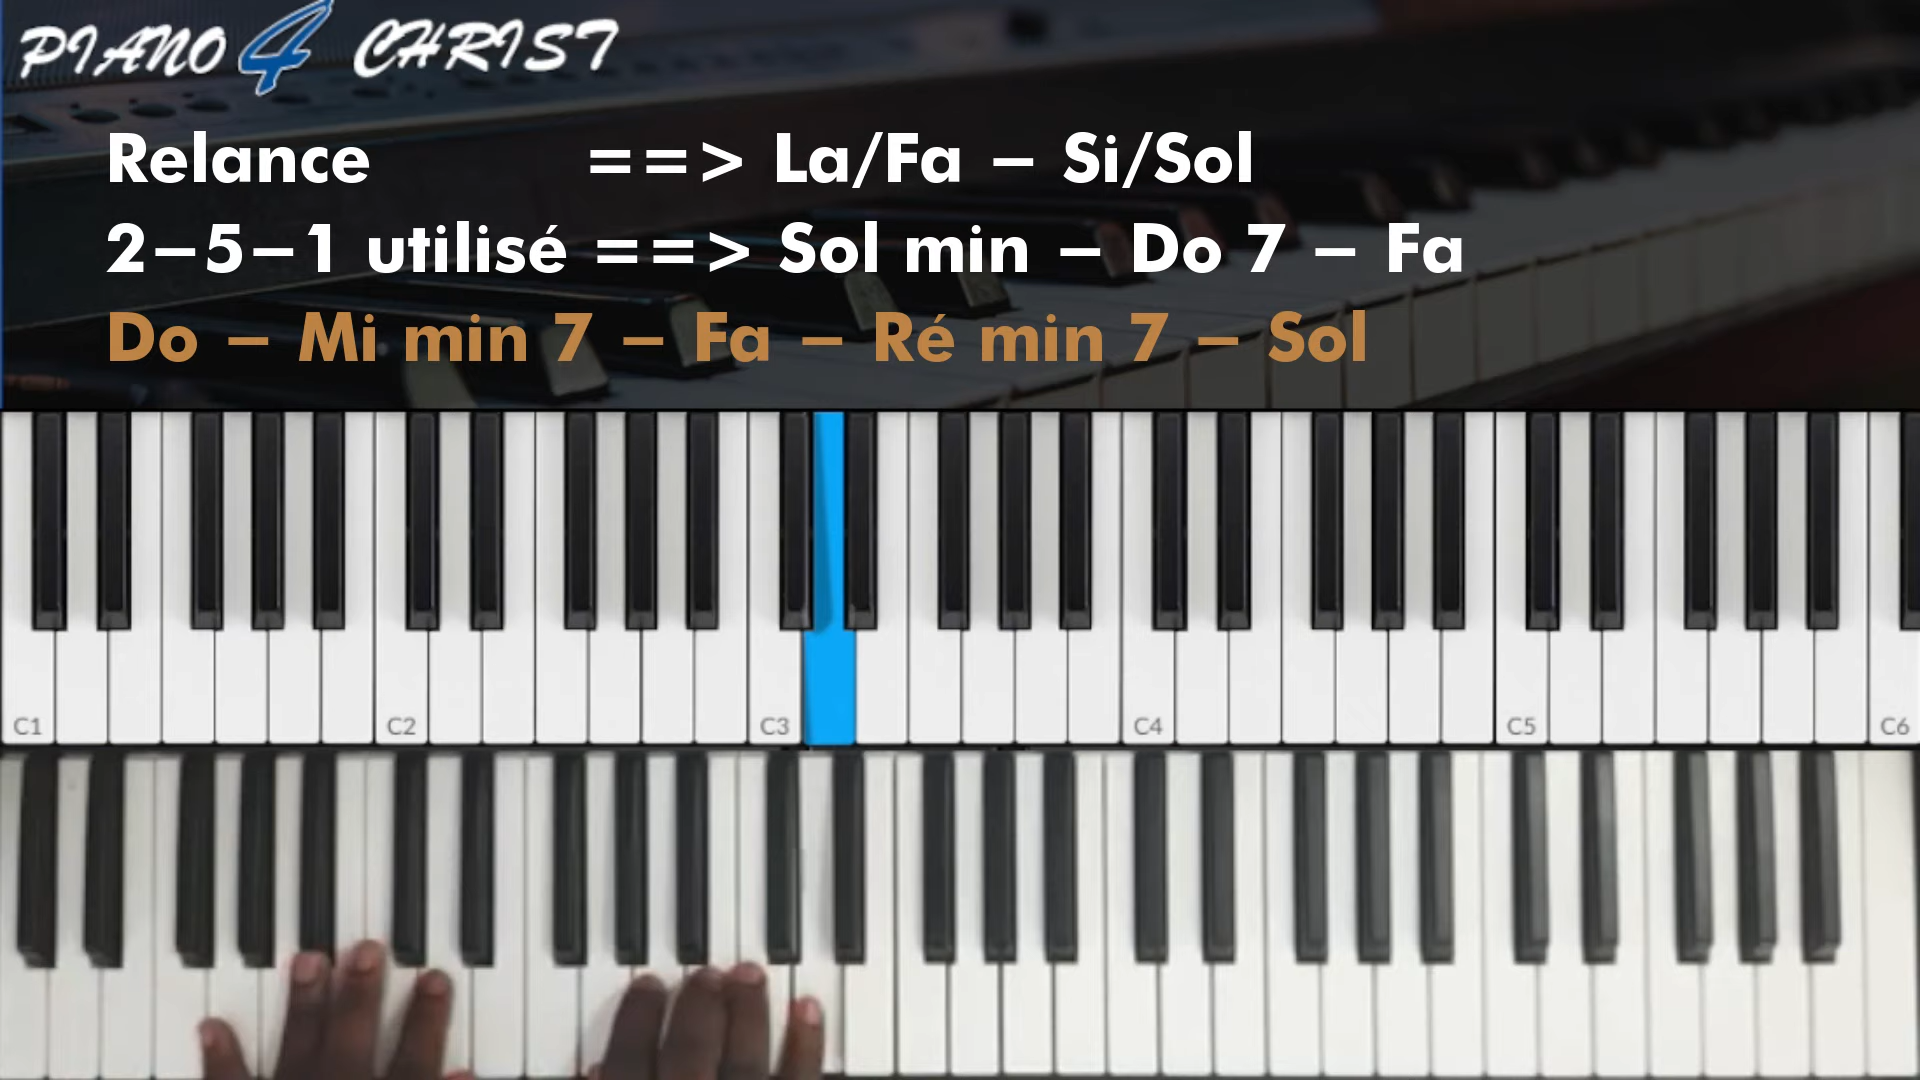 PIANO 4 CHRIST
Relance ==> La/Fa – Si/Sol
2–5–1 utilisé ==> Sol min – Do 7 – Fa
Do – Mi min 7 – Fa – Ré min 7 – Sol
C1 C2 C3 C4 C5 C6